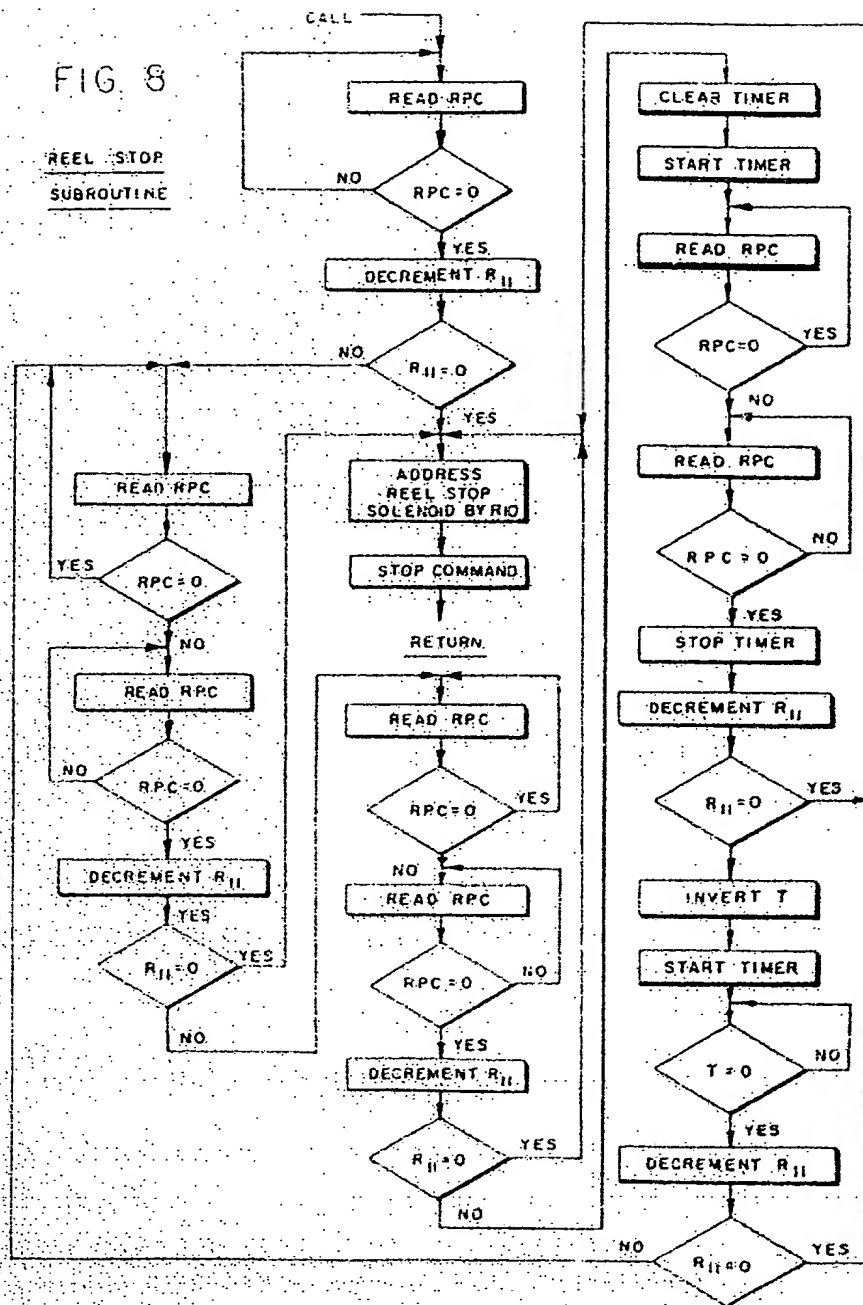 FIG. 8
REEL STOP
SUBROUTINE
CALL
READ RPC
RPC=0
NO
YES
DECREMENT R11
R11=0
NO
YES
ADDRESS
REEL STOP
SOLENOID BY R10
STOP COMMAND
RETURN
READ RPC
RPC=0
YES
NO
READ RPC
RPC=0
NO
YES
DECREMENT R11
YES
R11=0
YES
NO
READ RPC
RPC=0
YES
NO
READ RPC
RPC=0
NO
YES
DECREMENT R11
R11=0
YES
NO
CLEAR TIMER
START TIMER
READ RPC
RPC=0
YES
NO
READ RPC
RPC=0
NO
YES
STOP TIMER
DECREMENT R11
R11=0
YES
INVERT T
START TIMER
T=0
NO
YES
DECREMENT R11
R11=0
NO
YES